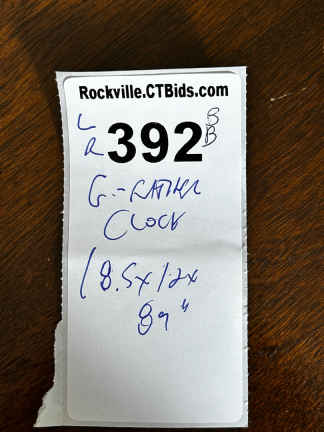 Rockville.CTBids.com
L R 392 B B
G.-FATHER
CLOCK
18.5x12x
89"